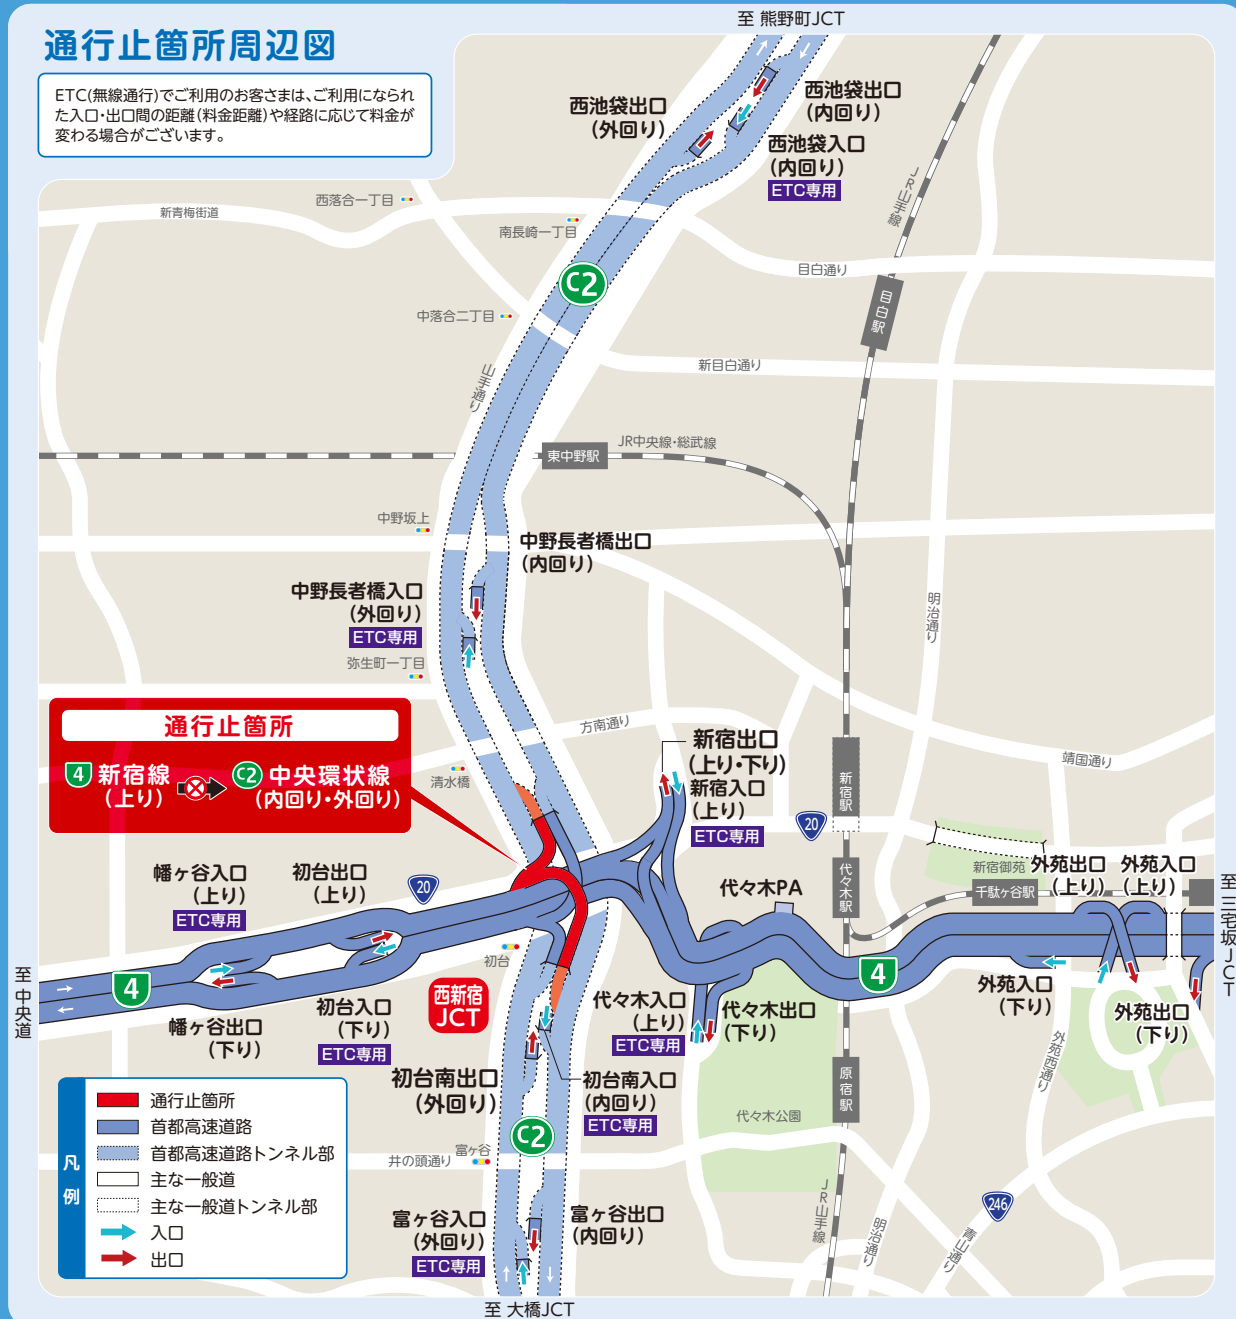 通行止箇所周辺図
ETC(無線通行)でご利用のお客さまは、ご利用になられ
た入口・出口間の距離(料金距離)や経路に応じて料金が
変わる場合がございます。
至 熊野町JCT
西池袋出口
(外回り)
西池袋出口
(内回り)
西池袋入口
(内回り)
ETC専用
JR山手線
西落合一丁目
新青梅街道
南長崎一丁目
目白通り
C2
目白駅
中落合二丁目
新目白通り
山手通り
JR中央線・総武線
東中野駅
中野坂上
中野長者橋出口
(内回り)
中野長者橋入口
(外回り)
ETC専用
明治通り
弥生町一丁目
通行止箇所
4 新宿線
(上り)
C2 中央環状線
(内回り・外回り)
方南通り
清水橋
新宿出口
(上り・下り)
新宿入口
(上り)
ETC専用
新宿駅
靖国通り
20
新宿御苑
代々木駅
千駄ケ谷駅
外苑出口
(上り)
外苑入口
(上り)
至 三宅坂JCT
幡ヶ谷入口
(上り)
ETC専用
初台出口
(上り)
20
代々木PA
初台
至 中央道
4
4
西新宿
JCT
幡ヶ谷出口
(下り)
初台入口
(下り)
ETC専用
代々木入口
(上り)
ETC専用
代々木出口
(下り)
外苑入口
(下り)
外苑出口
(下り)
外苑西通り
初台南出口
(外回り)
初台南入口
(内回り)
ETC専用
原宿駅
代々木公園
C2
富ヶ谷
井の頭通り
富ヶ谷入口
(外回り)
ETC専用
富ヶ谷出口
(内回り)
JR山手線
明治通り
青山通り
246
至 大橋JCT
凡例
通行止箇所
首都高速道路
首都高速道路トンネル部
主な一般道
主な一般道トンネル部
入口
出口